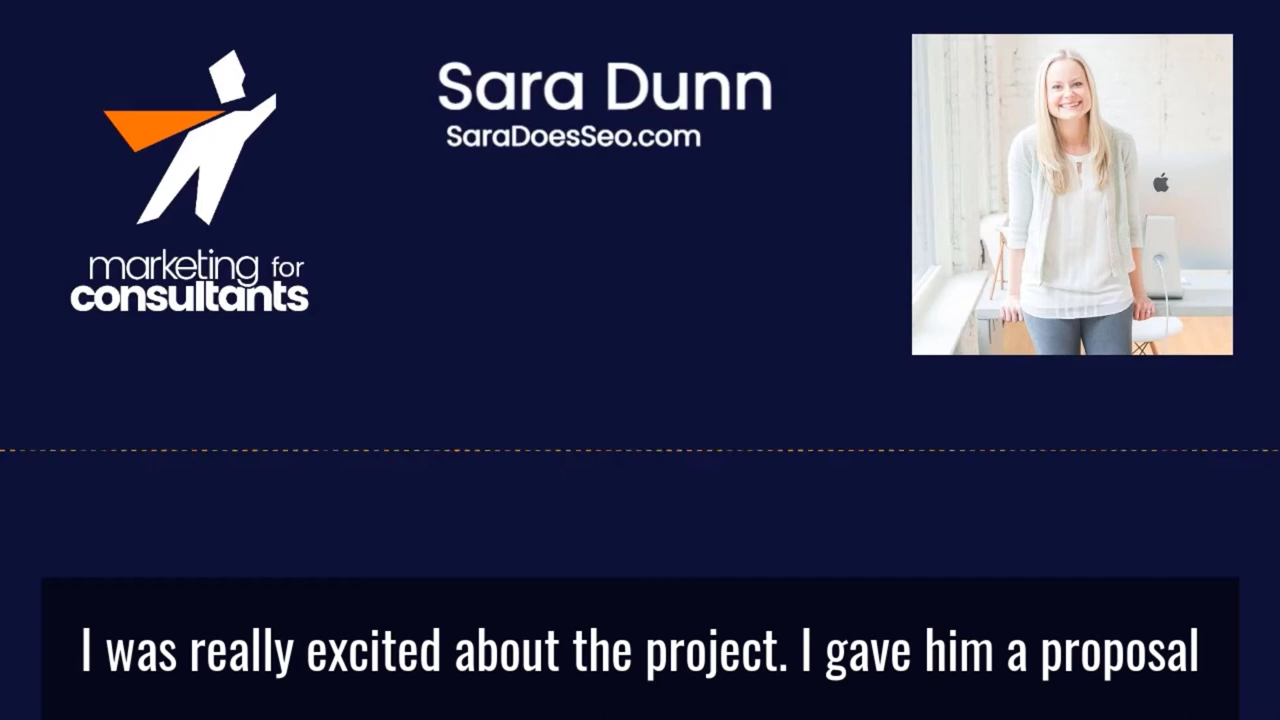 Sara Dunn
SaraDoesSeo.com
marketing for
consultants
I was really excited about the project. I gave him a proposal